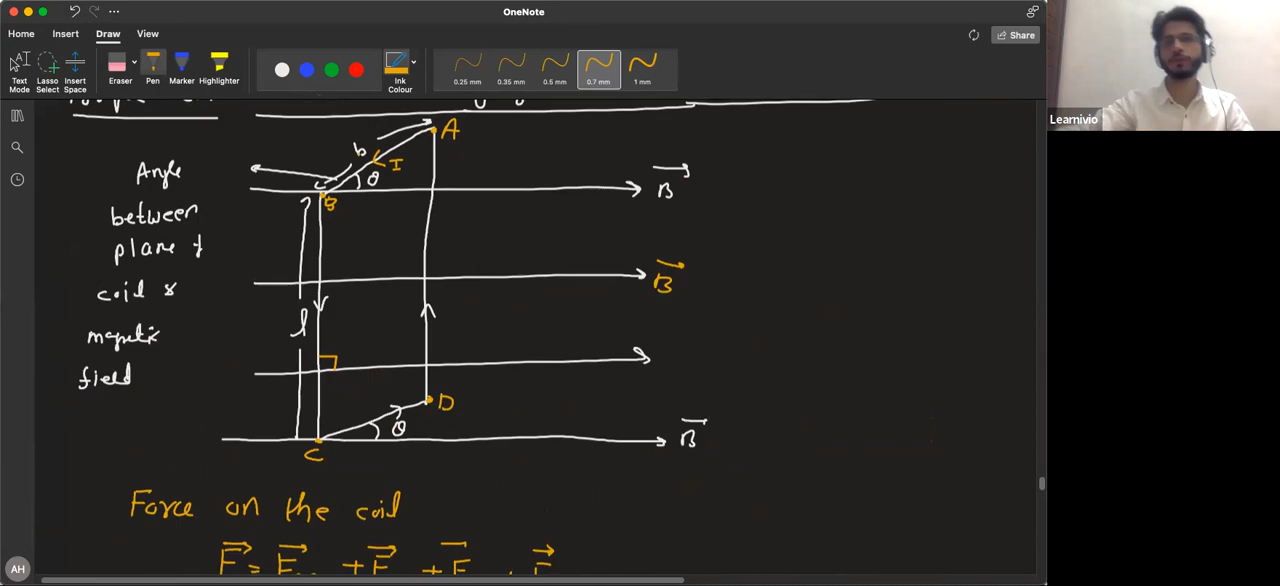 OneNote
Home Insert Draw View
Share
Text Mode
Lasso Select
Insert Space
Eraser
Pen
Marker
Highlighter
Ink Colour
0.25 mm
0.35 mm
0.5 mm
0.7 mm
1 mm
Learnivio
A
b
I
θ
B
B
Angle
between
plane of
coil &
magnetic
field
B
l
D
θ
B
C
Force on the coil
F = F + F + F F
AH